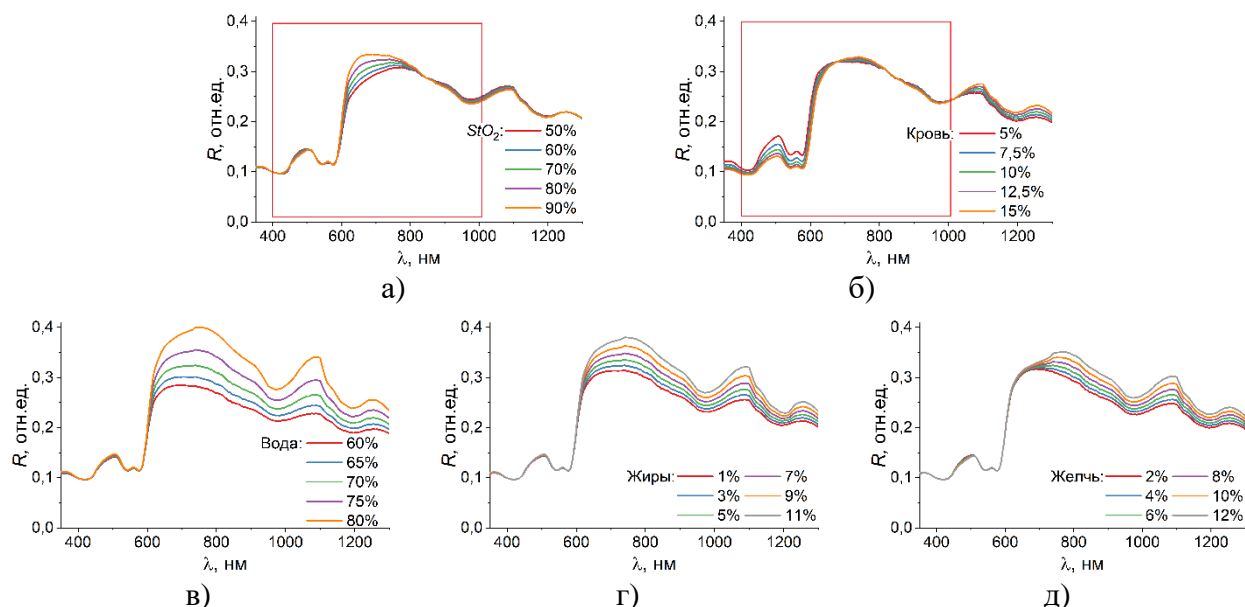 0,4
0,3
0,2
0,1
0,0
R, отн.ед.
StO2:
50%
60%
70%
80%
90%
400 600 800 1000 1200
λ, нм
а)
0,4
0,3
0,2
0,1
0,0
R, отн.ед.
Кровь:
5%
7,5%
10%
12,5%
15%
400 600 800 1000 1200
λ, нм
б)
0,4
0,3
0,2
0,1
0,0
R, отн.ед.
Вода:
60%
65%
70%
75%
80%
400 600 800 1000 1200
λ, нм
в)
0,4
0,3
0,2
0,1
0,0
R, отн.ед.
Жиры: 1% 7%
3% 9%
5% 11%
400 600 800 1000 1200
λ, нм
г)
0,4
0,3
0,2
0,1
0,0
R, отн.ед.
Желчь: 2% 8%
4% 10%
6% 12%
400 600 800 1000 1200
λ, нм
д)